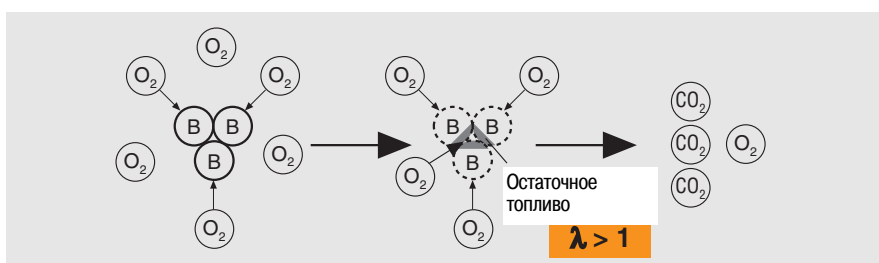 O₂
O₂ O₂
B B
O₂ B O₂
O₂
O₂ O₂
B B
B
O₂
O₂
Остаточное
топливо
λ > 1
CO₂
CO₂ O₂
CO₂